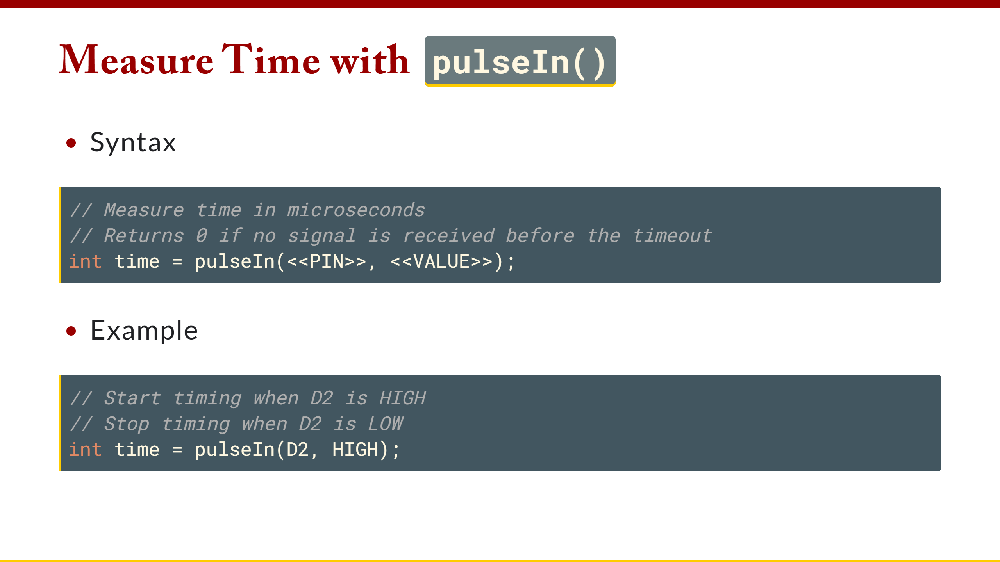 Measure Time with pulseIn()
• Syntax
// Measure time in microseconds
// Returns 0 if no signal is received before the timeout
int time = pulseIn(<<PIN>>, <<VALUE>>);
• Example
// Start timing when D2 is HIGH
// Stop timing when D2 is LOW
int time = pulseIn(D2, HIGH);